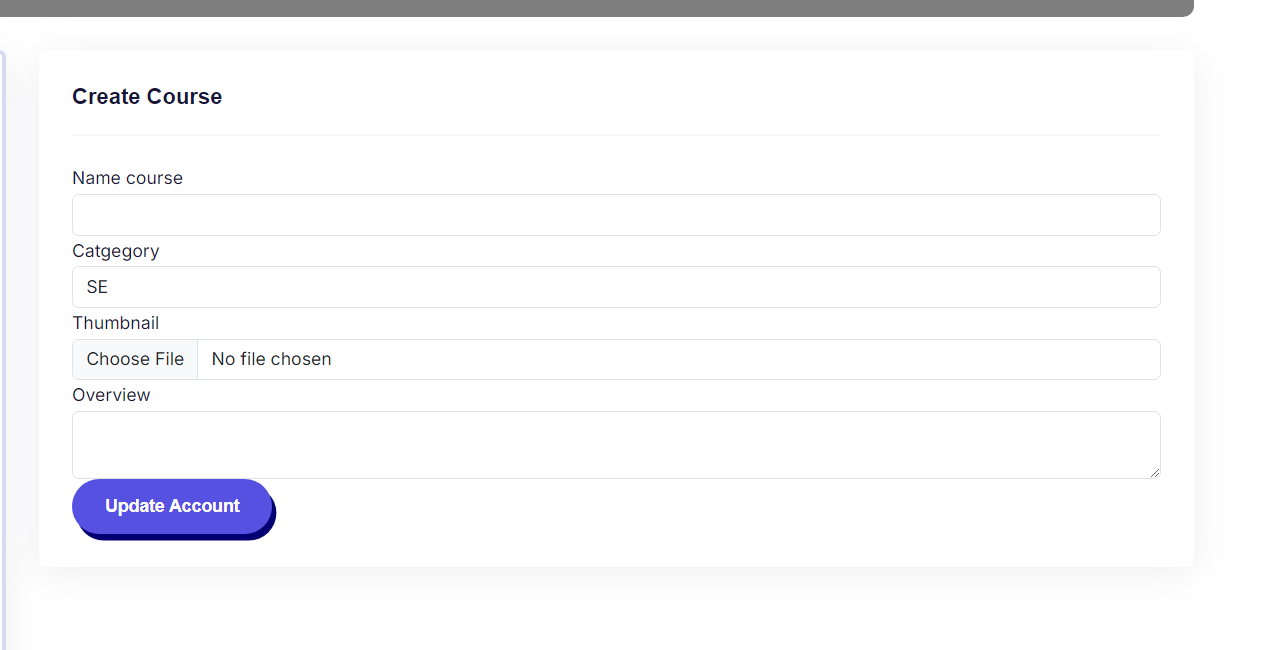 Create Course
Name course
Catgegory
SE
Thumbnail
Choose File No file chosen
Overview
Update Account